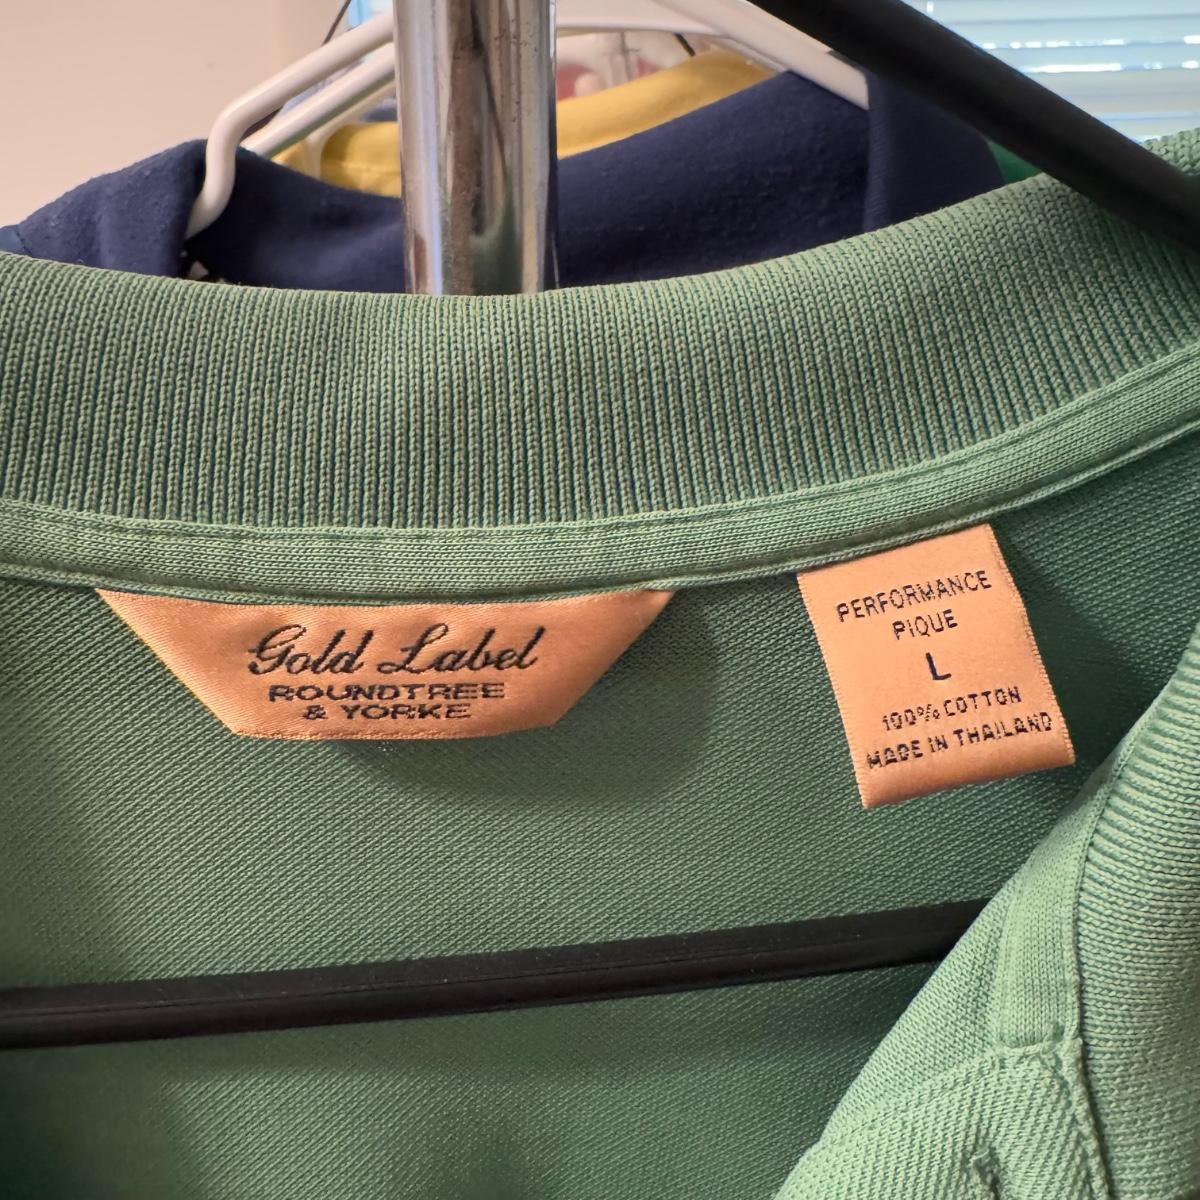 Gold Label
ROUNDTREE
& YORKE
PERFORMANCE
PIQUE
L
100% COTTON
MADE IN THAILAND